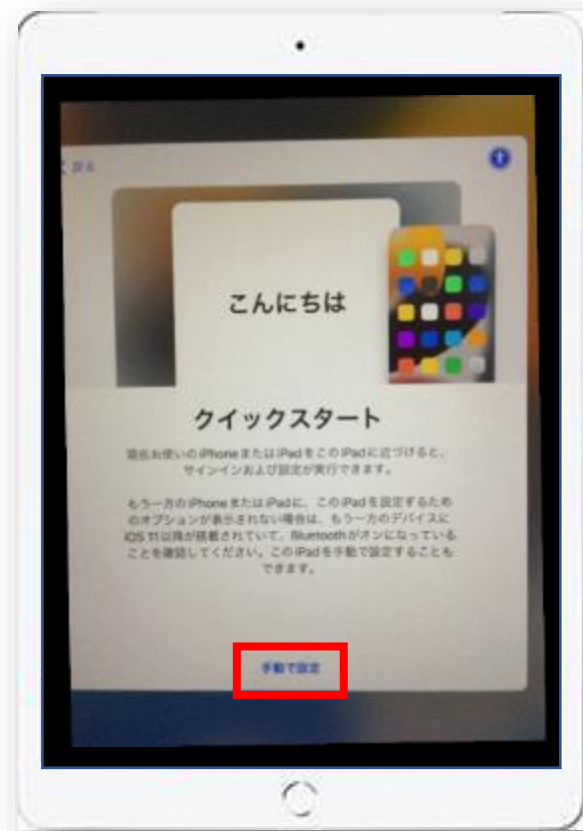 戻る
こんにちは
クイックスタート
現在お使いのiPhoneまたはiPadをこのiPadに近づけると、
サインインおよび設定が実行できます。
もう一方のiPhoneまたはiPadに、このiPadを設定するため
のオプションが表示されない場合は、もう一方のデバイスに
iOS 11以降が搭載されていて、Bluetoothがオンになっている
ことを確認してください。このiPadを手動で設定することも
できます。
手動で設定